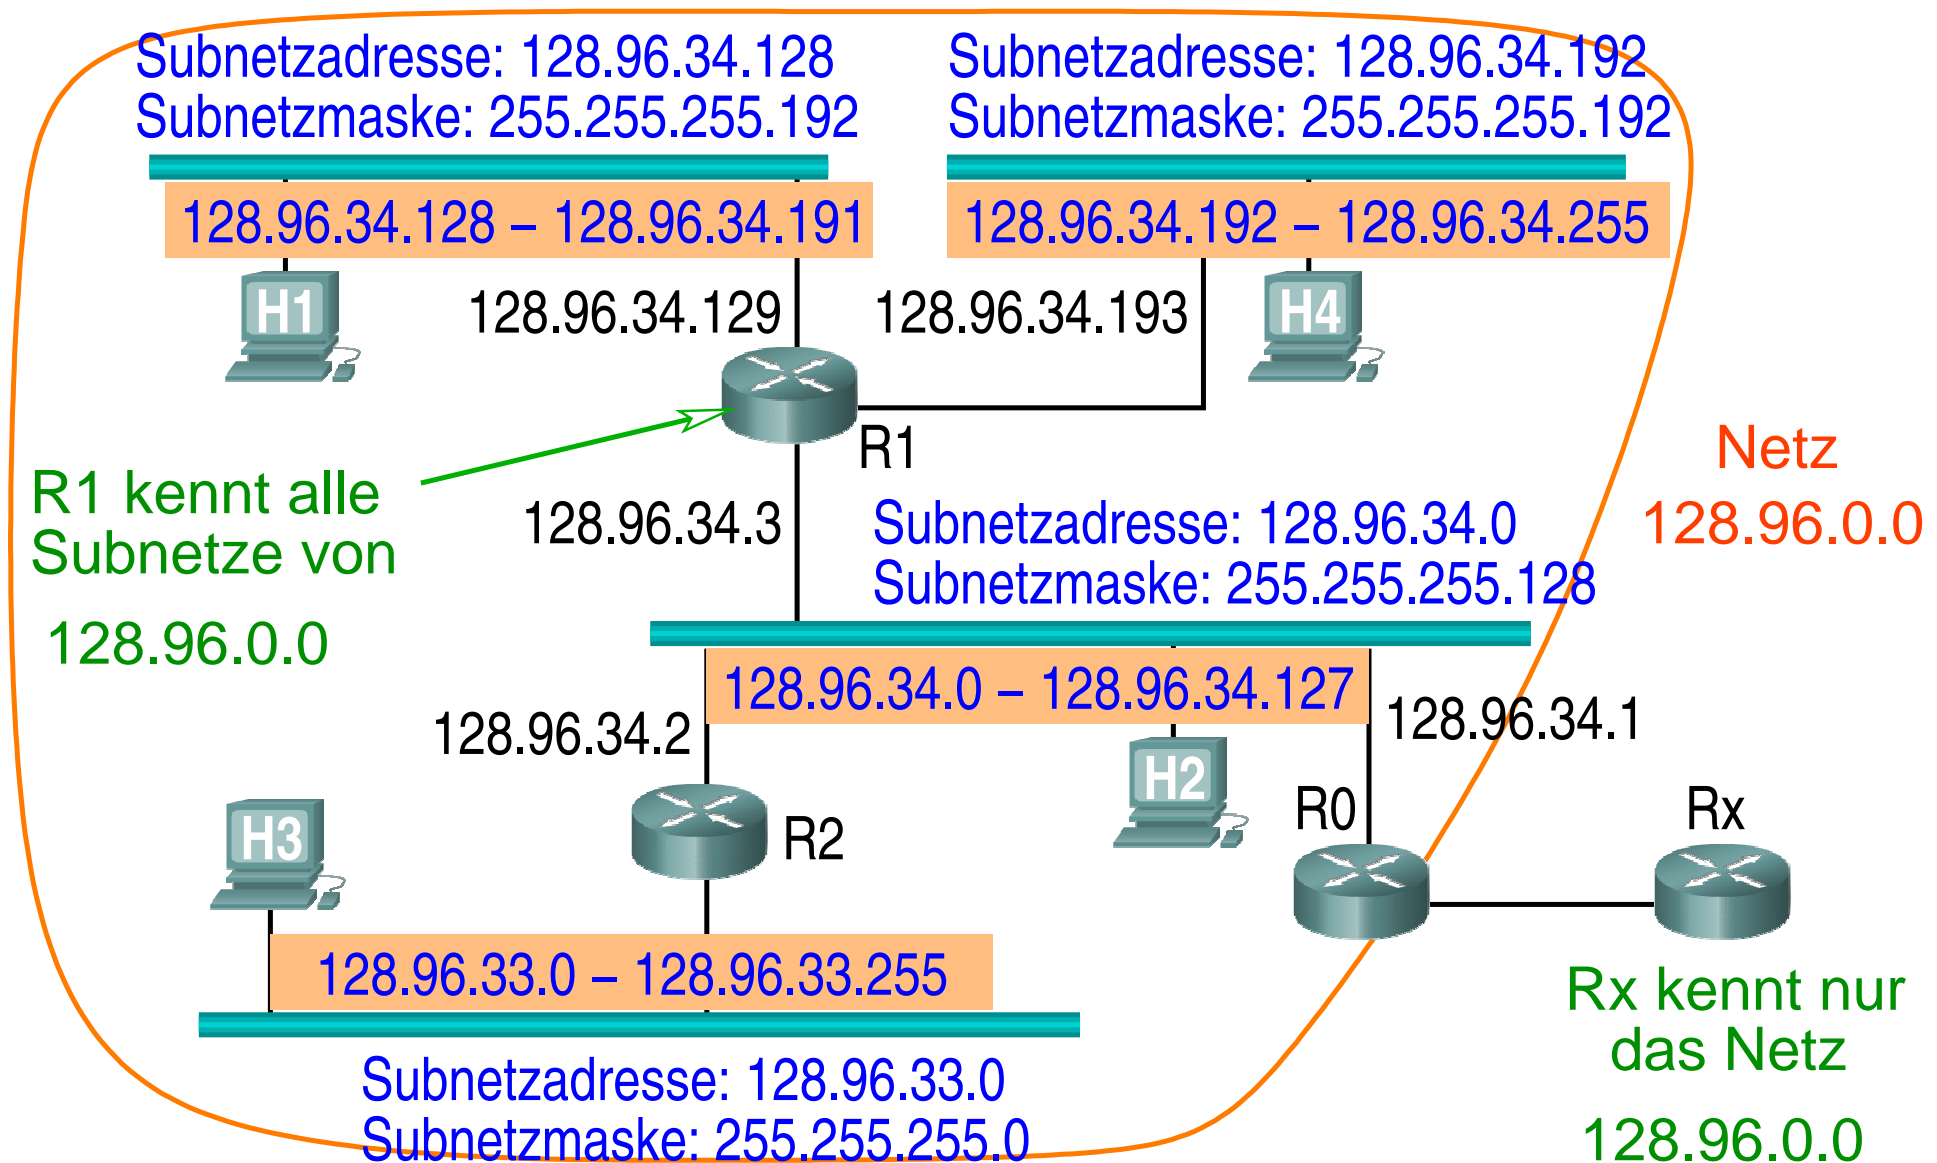 Subnetzadresse: 128.96.34.128
Subnetzmaske: 255.255.255.192
Subnetzadresse: 128.96.34.192
Subnetzmaske: 255.255.255.192
128.96.34.128 – 128.96.34.191
128.96.34.192 – 128.96.34.255
H1
128.96.34.129
128.96.34.193
H4
R1
R1 kennt alle
Subnetze von
128.96.0.0
128.96.34.3
Subnetzadresse: 128.96.34.0
Subnetzmaske: 255.255.255.128
Netz
128.96.0.0
128.96.34.0 – 128.96.34.127
128.96.34.2
128.96.34.1
H2
H3
R2
R0
Rx
128.96.33.0 – 128.96.33.255
Subnetzadresse: 128.96.33.0
Subnetzmaske: 255.255.255.0
Rx kennt nur
das Netz
128.96.0.0